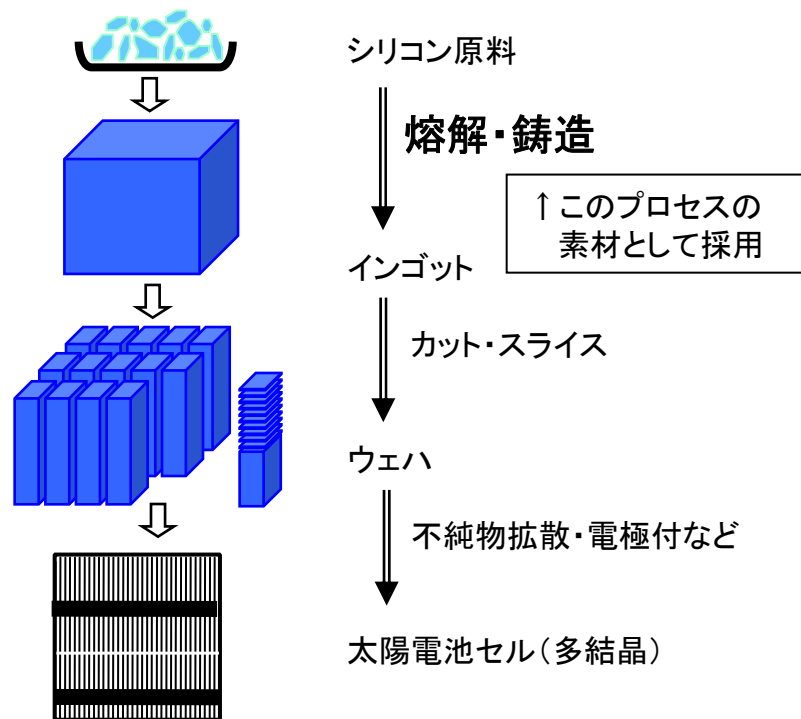 シリコン原料
熔解・鋳造
↑このプロセスの
素材として採用
インゴット
カット・スライス
ウェハ
不純物拡散・電極付など
太陽電池セル（多結晶）